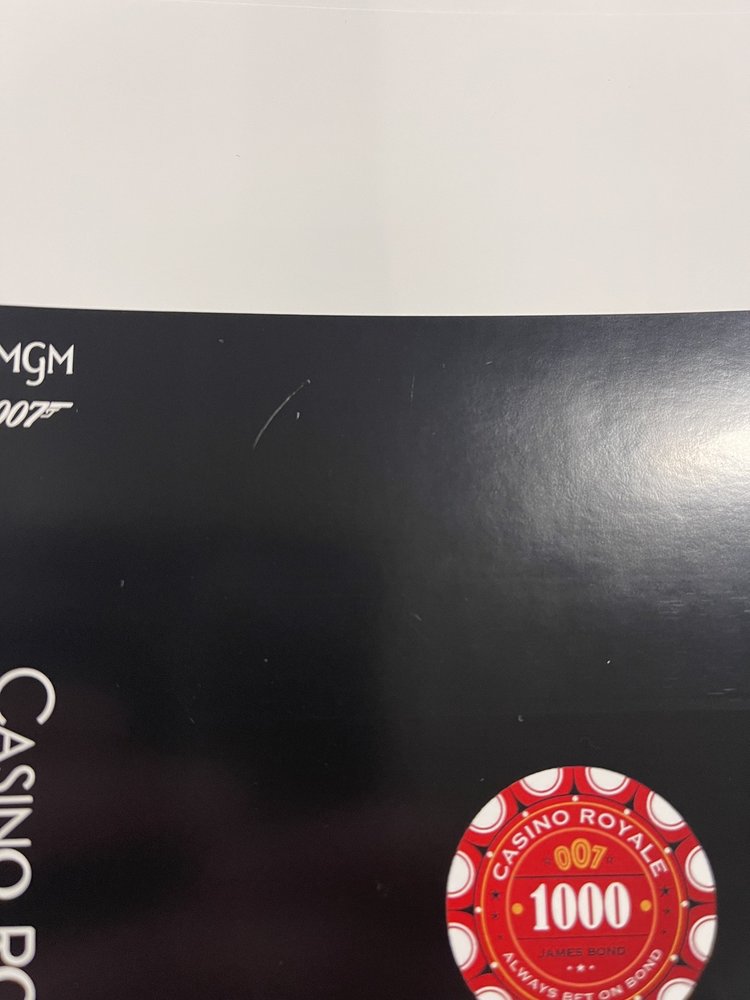 MGM
007
CASINO RO
CASINO ROYALE
007
1000
JAMES BOND
ALWAYS BET ON BOND